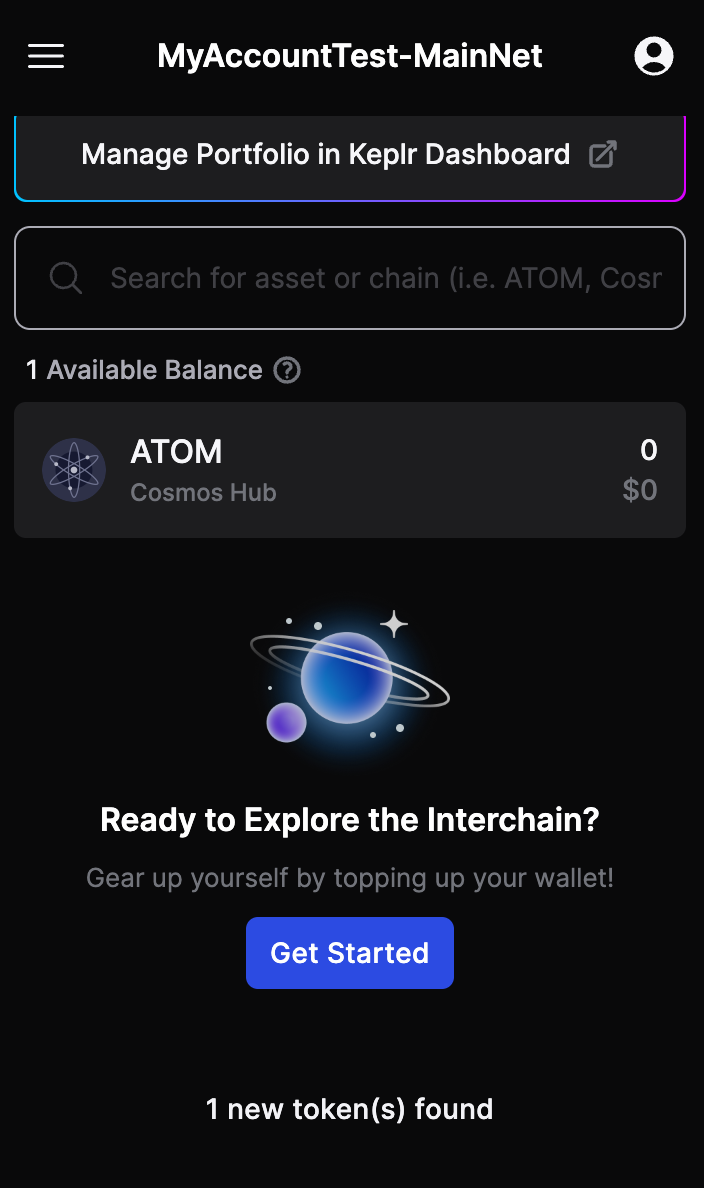 MyAccountTest-MainNet
Manage Portfolio in Keplr Dashboard
Search for asset or chain (i.e. ATOM, Cosr
1 Available Balance
ATOM 0
Cosmos Hub $0
Ready to Explore the Interchain?
Gear up yourself by topping up your wallet!
Get Started
1 new token(s) found